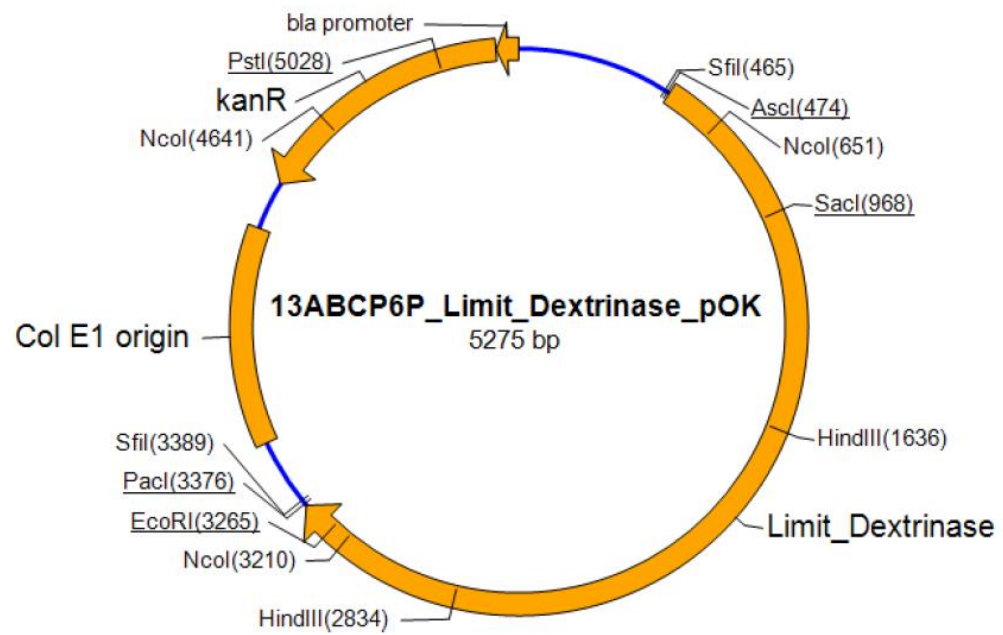 bla promoter
PstI(5028)
kanR
NcoI(4641)
SfiI(465)
AscI(474)
NcoI(651)
SacI(968)
13ABCP6P_Limit_Dextrinase_pOK
5275 bp
Col E1 origin
HindIII(1636)
Limit_Dextrinase
SfiI(3389)
PacI(3376)
EcoRI(3265)
NcoI(3210)
HindIII(2834)